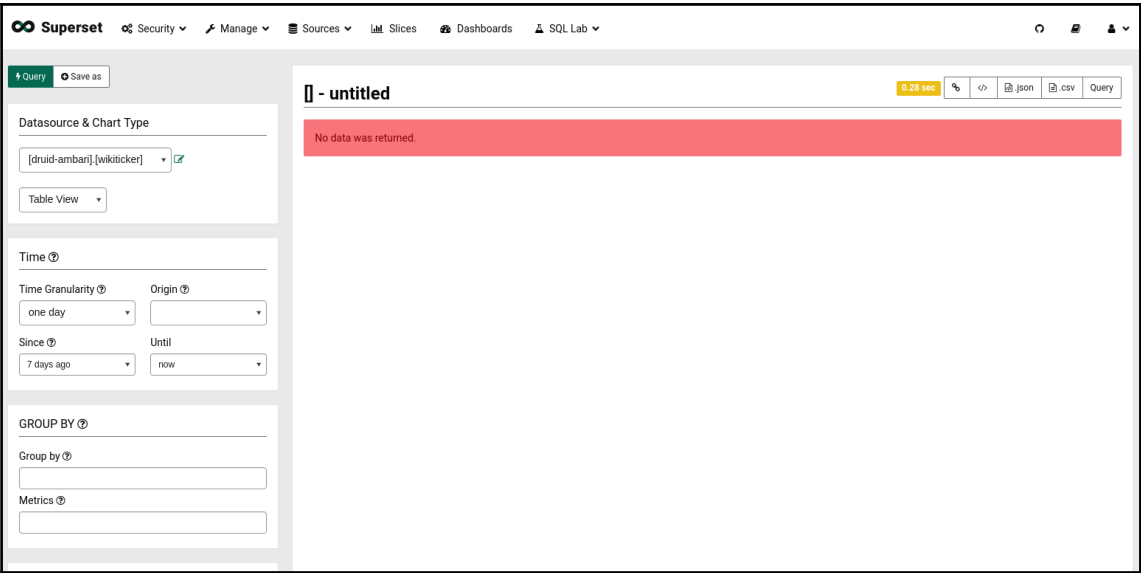 Superset Security Manage Sources Slices Dashboards SQL Lab
Query Save as
Datasource & Chart Type
[druid-ambari].[wikiticker]
Table View
Time
Time Granularity Origin
one day
Since Until
7 days ago now
GROUP BY
Group by
Metrics
[] - untitled
0.28 sec .json .csv Query
No data was returned.